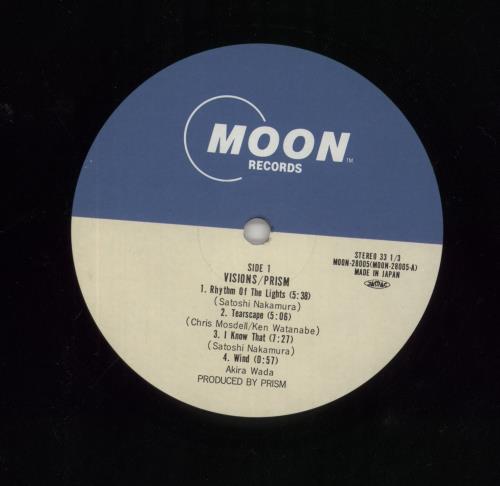 MOON TM
RECORDS
STEREO 33 1/3
MOON-28005(MOON-28005-A)
MADE IN JAPAN
SIDE 1
VISIONS/PRISM
1. Rhythm Of The Lights (5:38)
(Satoshi Nakamura)
2. Tearscape (5:06)
(Chris Mosdell/Ken Watanabe)
3. I Know That (7:27)
(Satoshi Nakamura)
4. Wind (0:57)
Akira Wada
PRODUCED BY PRISM